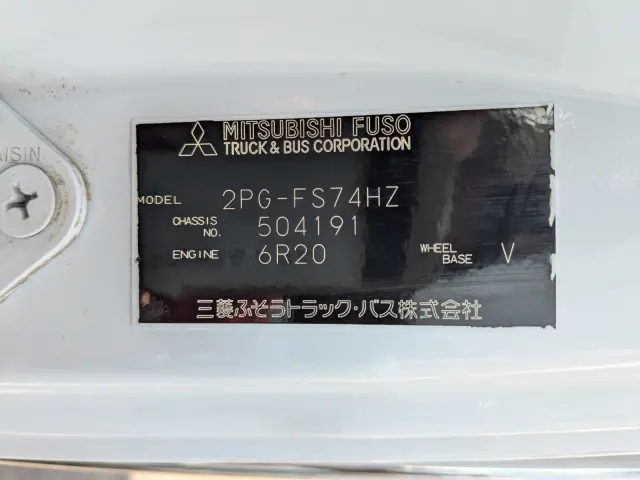 AISIN
MITSUBISHI FUSO
TRUCK & BUS CORPORATION
MODEL 2PG-FS74HZ
CHASSIS NO. 504191
ENGINE 6R20 WHEEL BASE V
三菱ふそうトラック・バス株式会社